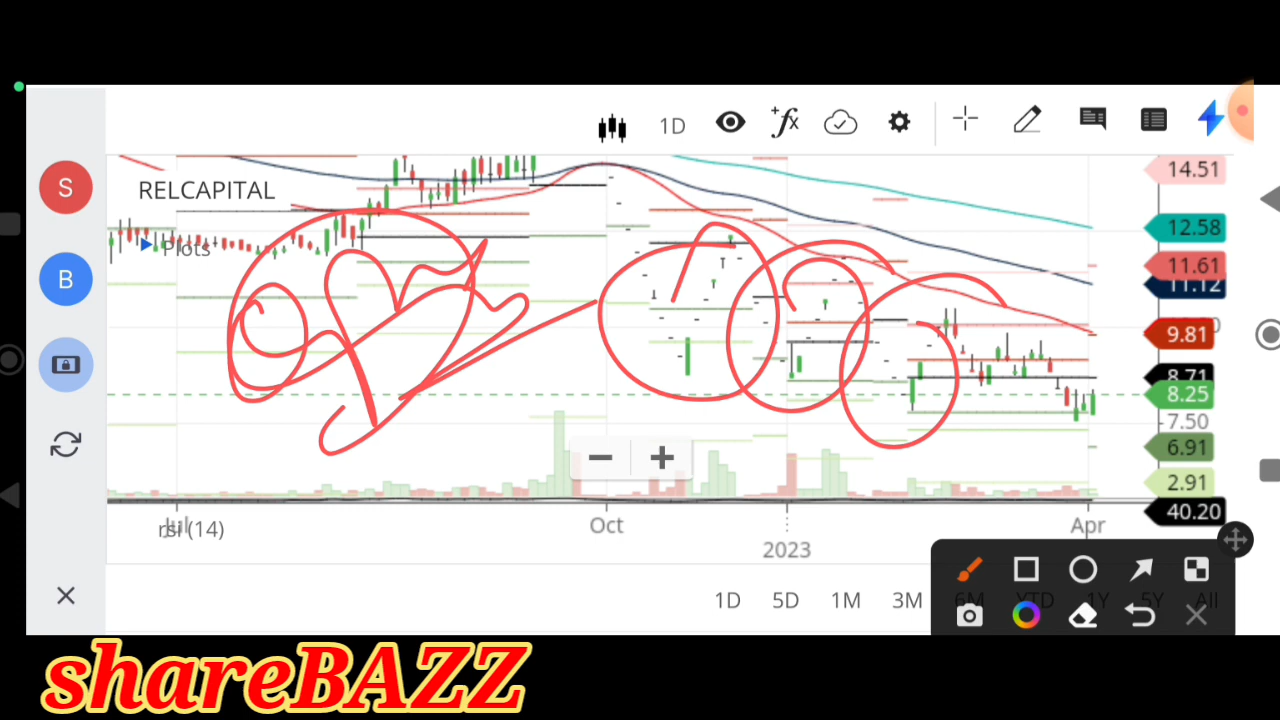 1D
fx
S
RELCAPITAL
Plots
B
14.51
12.58
11.61
11.12
9.81
8.71
8.25
7.50
6.91
2.91
40.20
Jul
Oct
2023
Apr
rsi (14)
1D 5D 1M 3M 6M YTD 1Y 5Y All
shareBAZZ